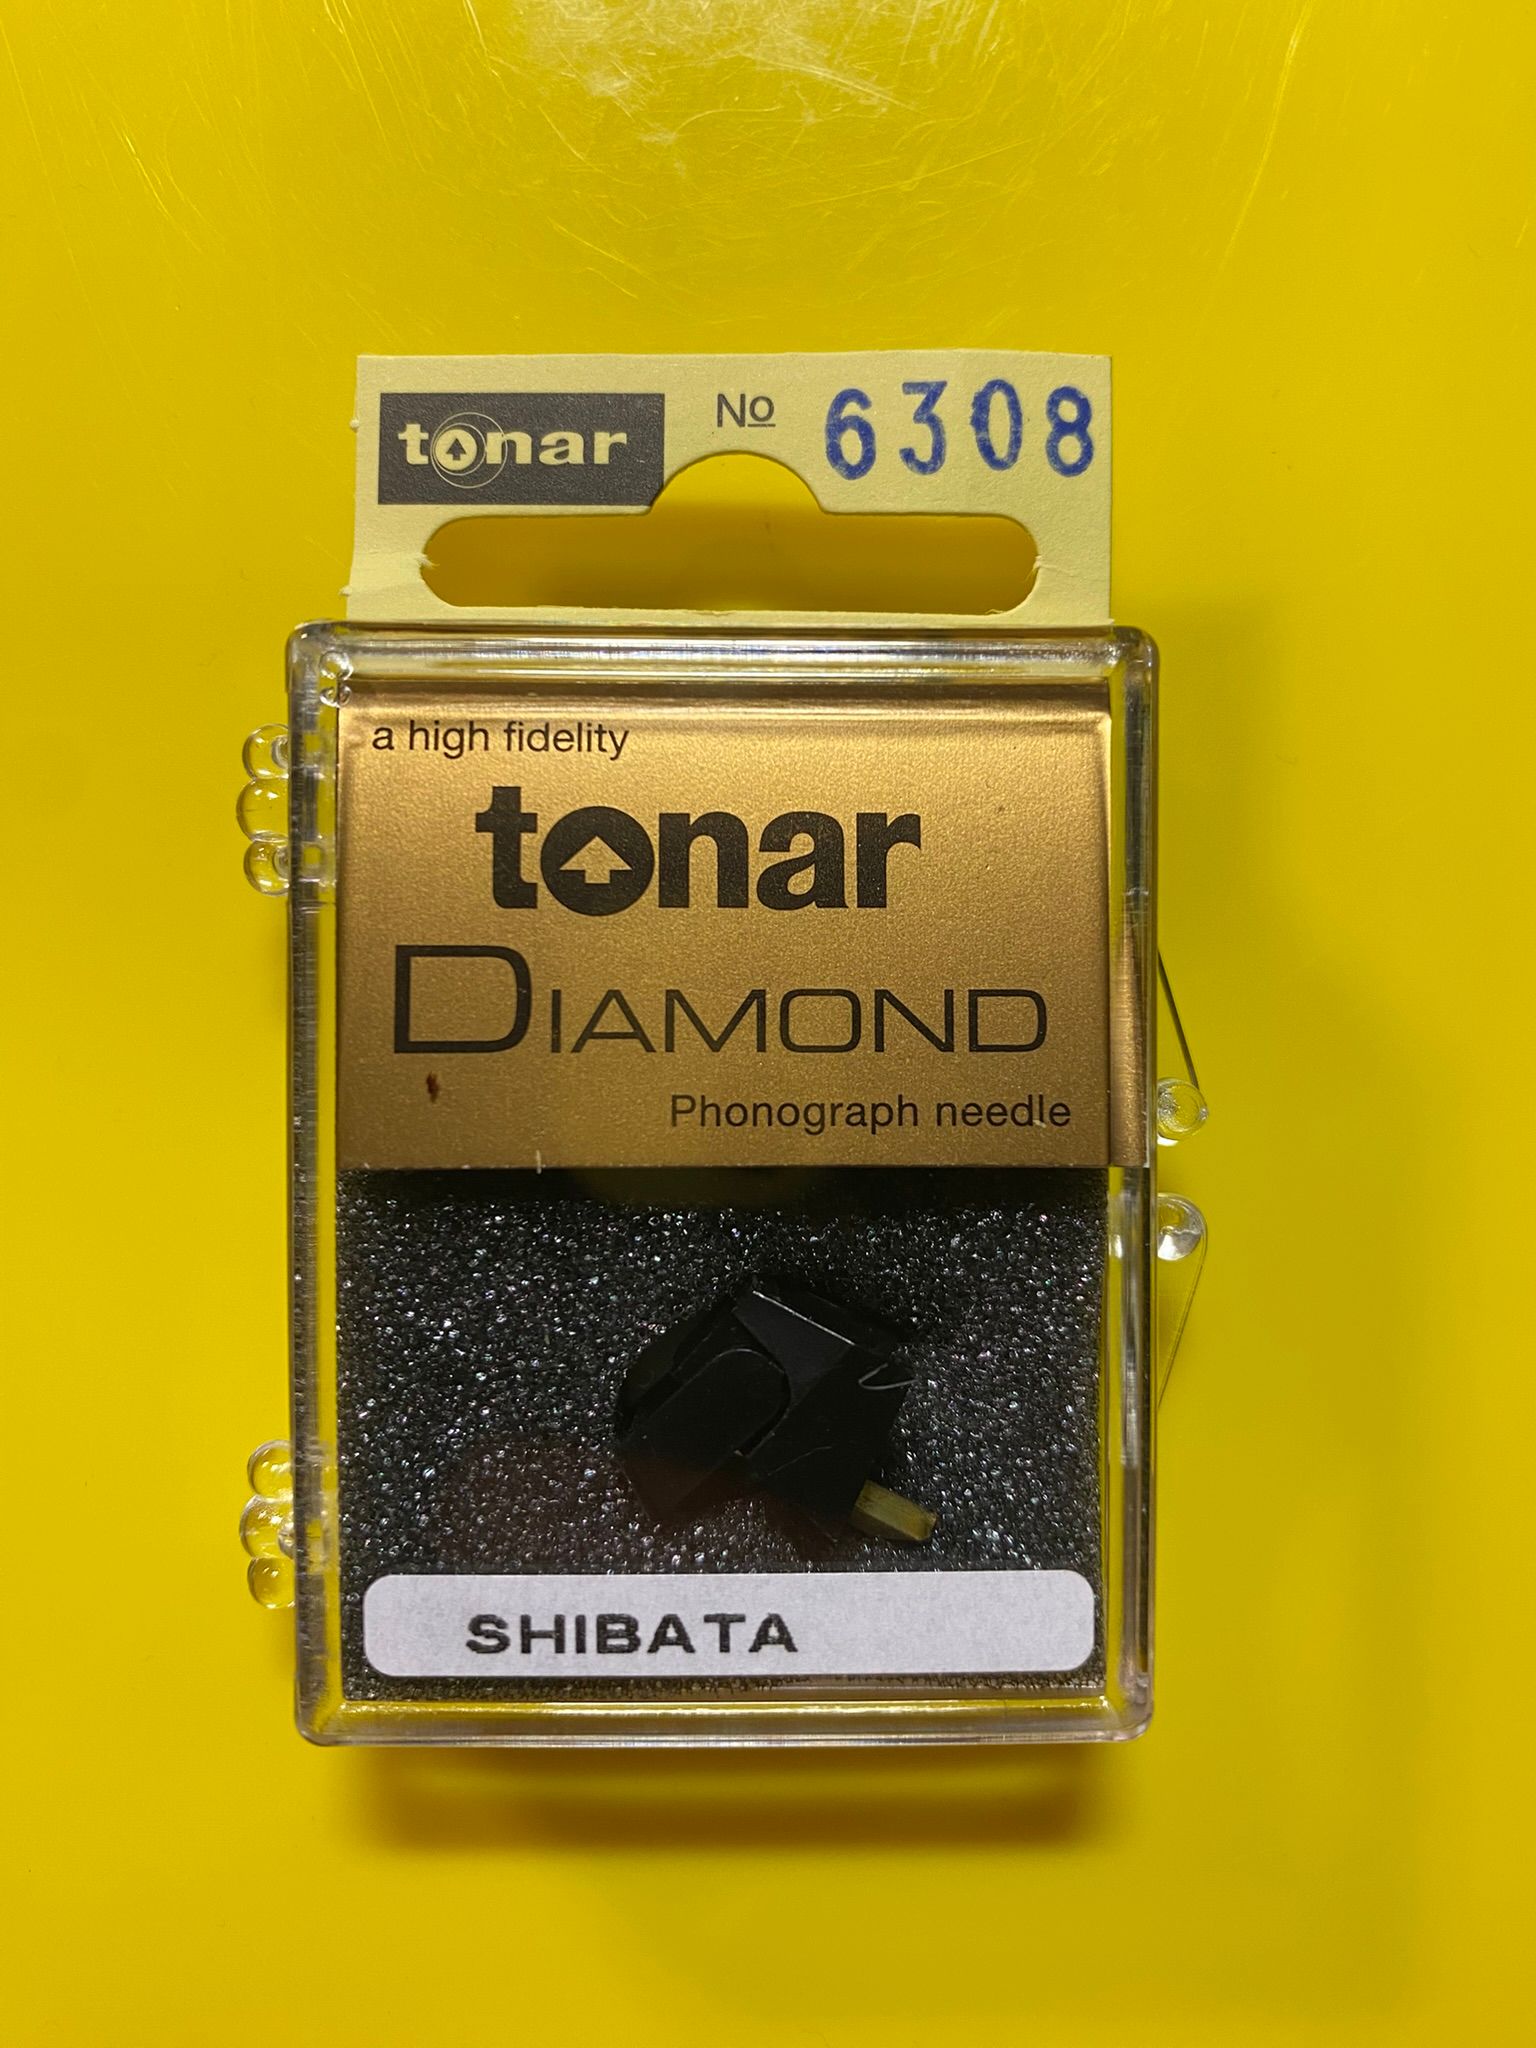 tonar No 6308
a high fidelity
tonar
DIAMOND
Phonograph needle
SHIBATA